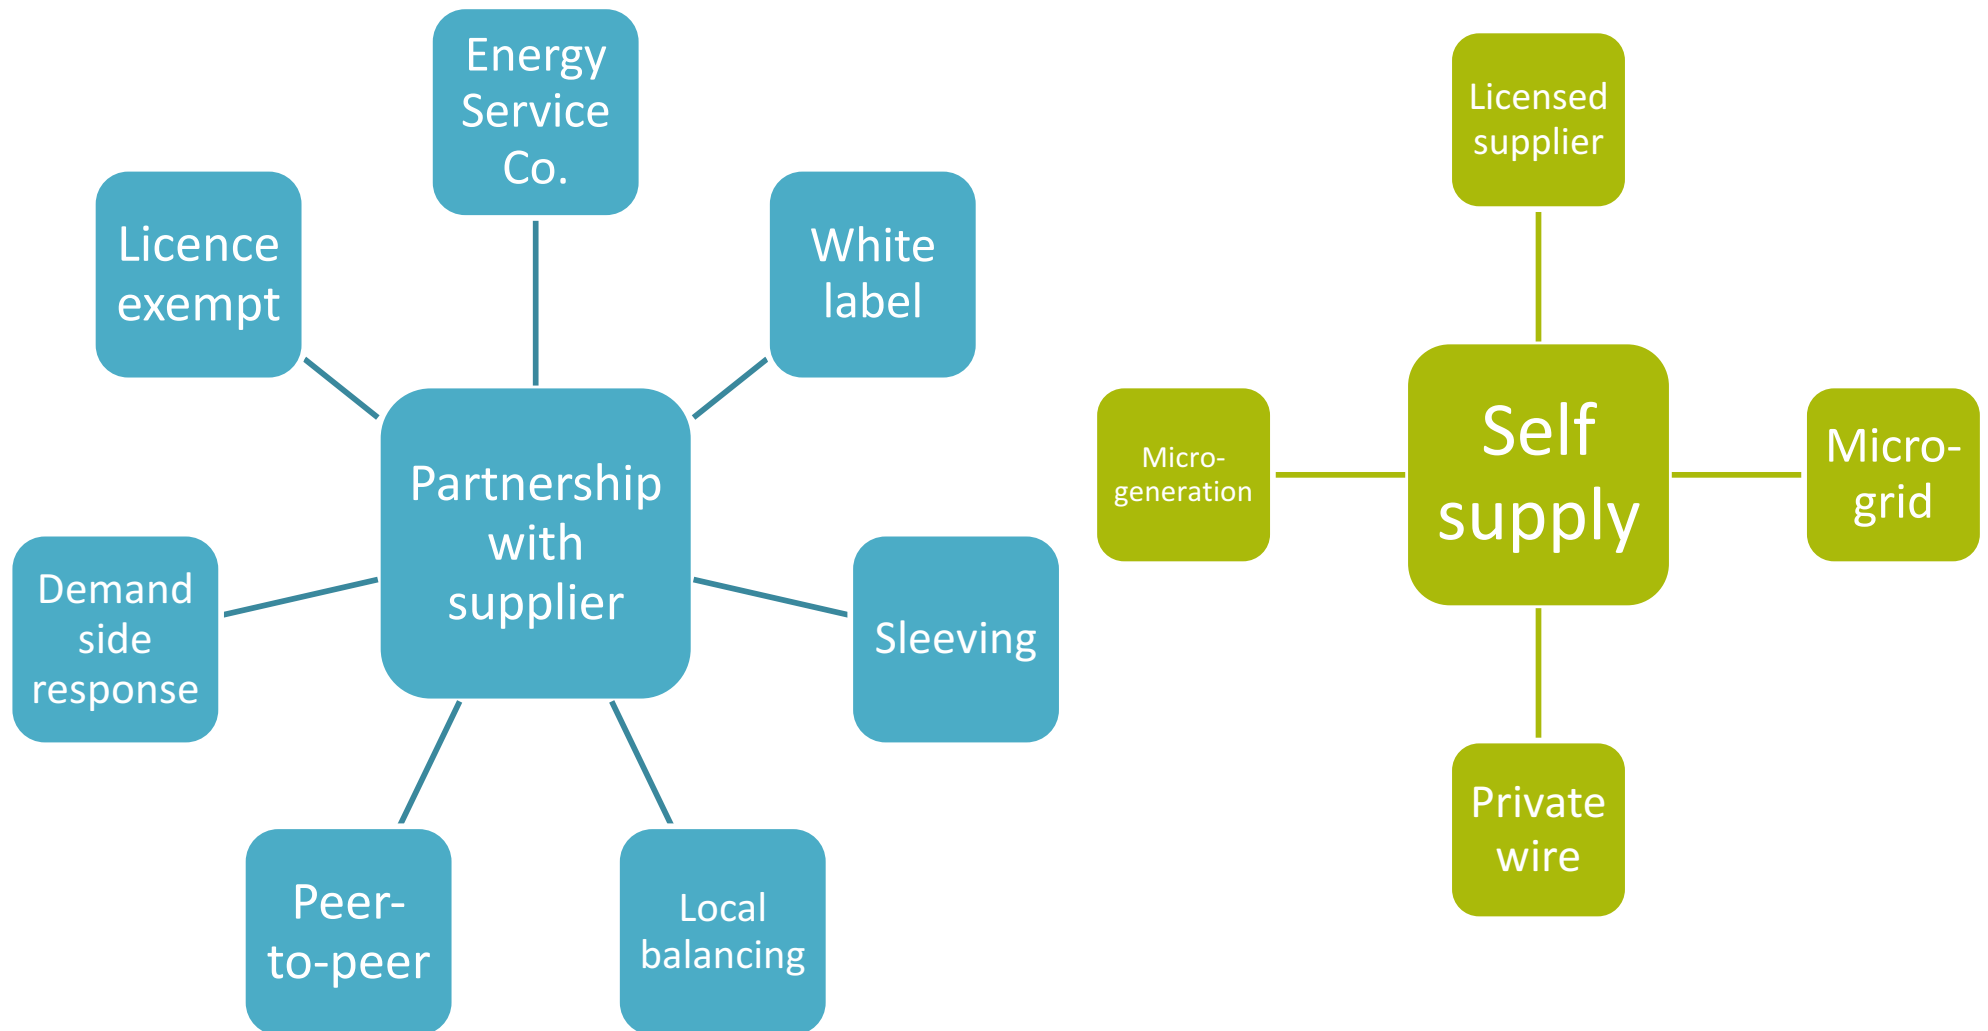 Energy
Service
Co.
White
label
Sleeving
Local
balancing
Peer-
to-peer
Demand
side
response
Licence
exempt
Partnership
with
supplier
Licensed
supplier
Micro-
grid
Private
wire
Micro-
generation
Self
supply